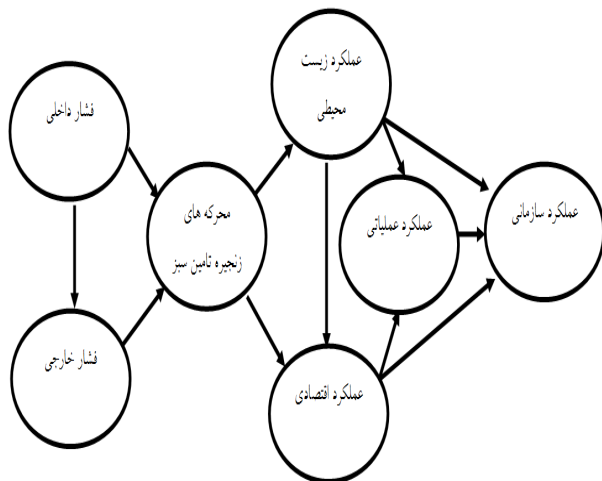 عملکرد زیست
محیطی
فشار داخلی
محرکه های
زنجیره تامین سبز
عملکرد عملیاتی
عملکرد سازمانی
فشار خارجی
عملکرد اقتصادی